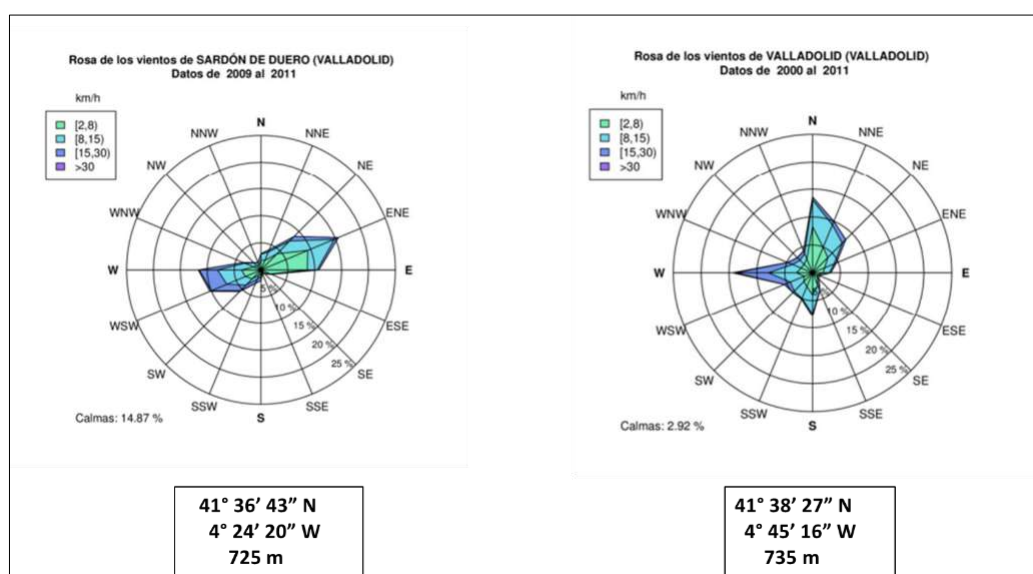 Rosa de los vientos de SARDÓN DE DUERO (VALLADOLID)
Datos de 2009 al 2011
km/h
[2,8)
[8,15)
[15,30)
>30
N
NNE
NE
ENE
E
ESE
SE
SSE
S
SSW
SW
WSW
W
WNW
NW
NNW
5 %
10 %
15 %
20 %
25 %
Calmas: 14.87 %
41° 36’ 43” N
4° 24’ 20” W
725 m
Rosa de los vientos de VALLADOLID (VALLADOLID)
Datos de 2000 al 2011
km/h
[2,8)
[8,15)
[15,30)
>30
N
NNE
NE
ENE
E
ESE
SE
SSE
S
SSW
SW
WSW
W
WNW
NW
NNW
10 %
15 %
20 %
25 %
Calmas: 2.92 %
41° 38’ 27” N
4° 45’ 16” W
735 m